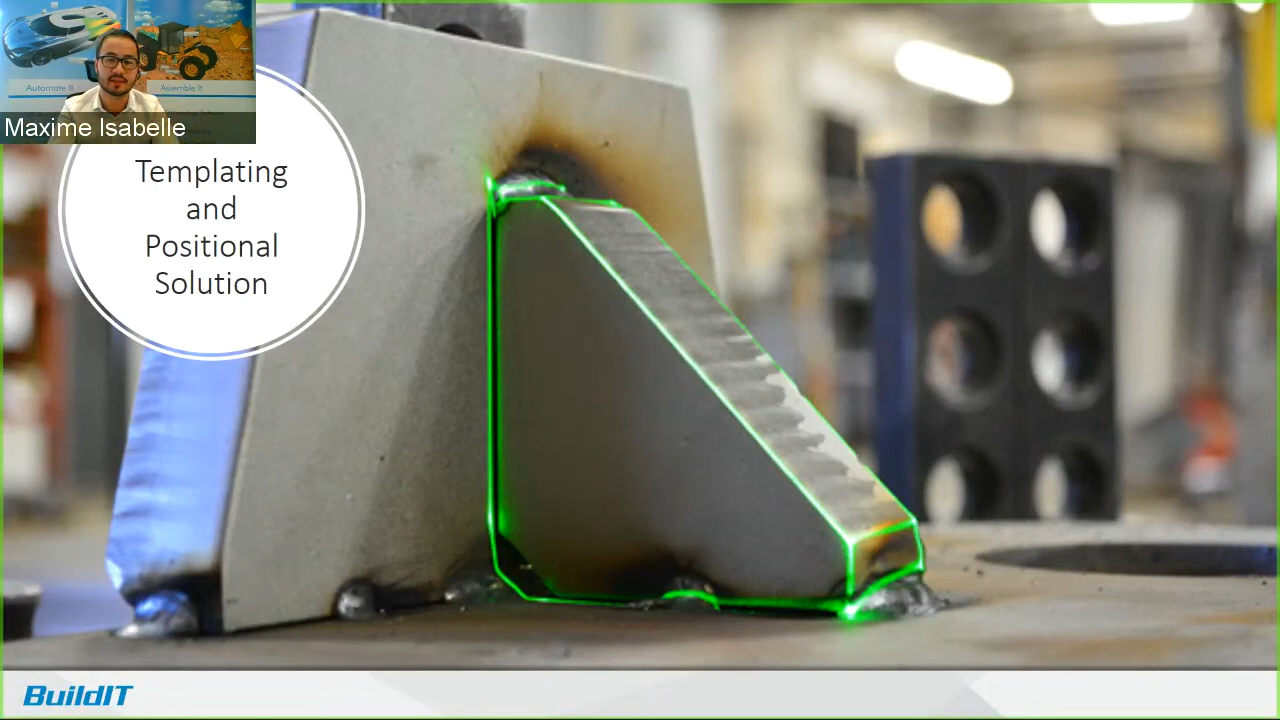 Automate It
Assemble It
Maxime Isabelle
Templating
and
Positional
Solution
BuildIT